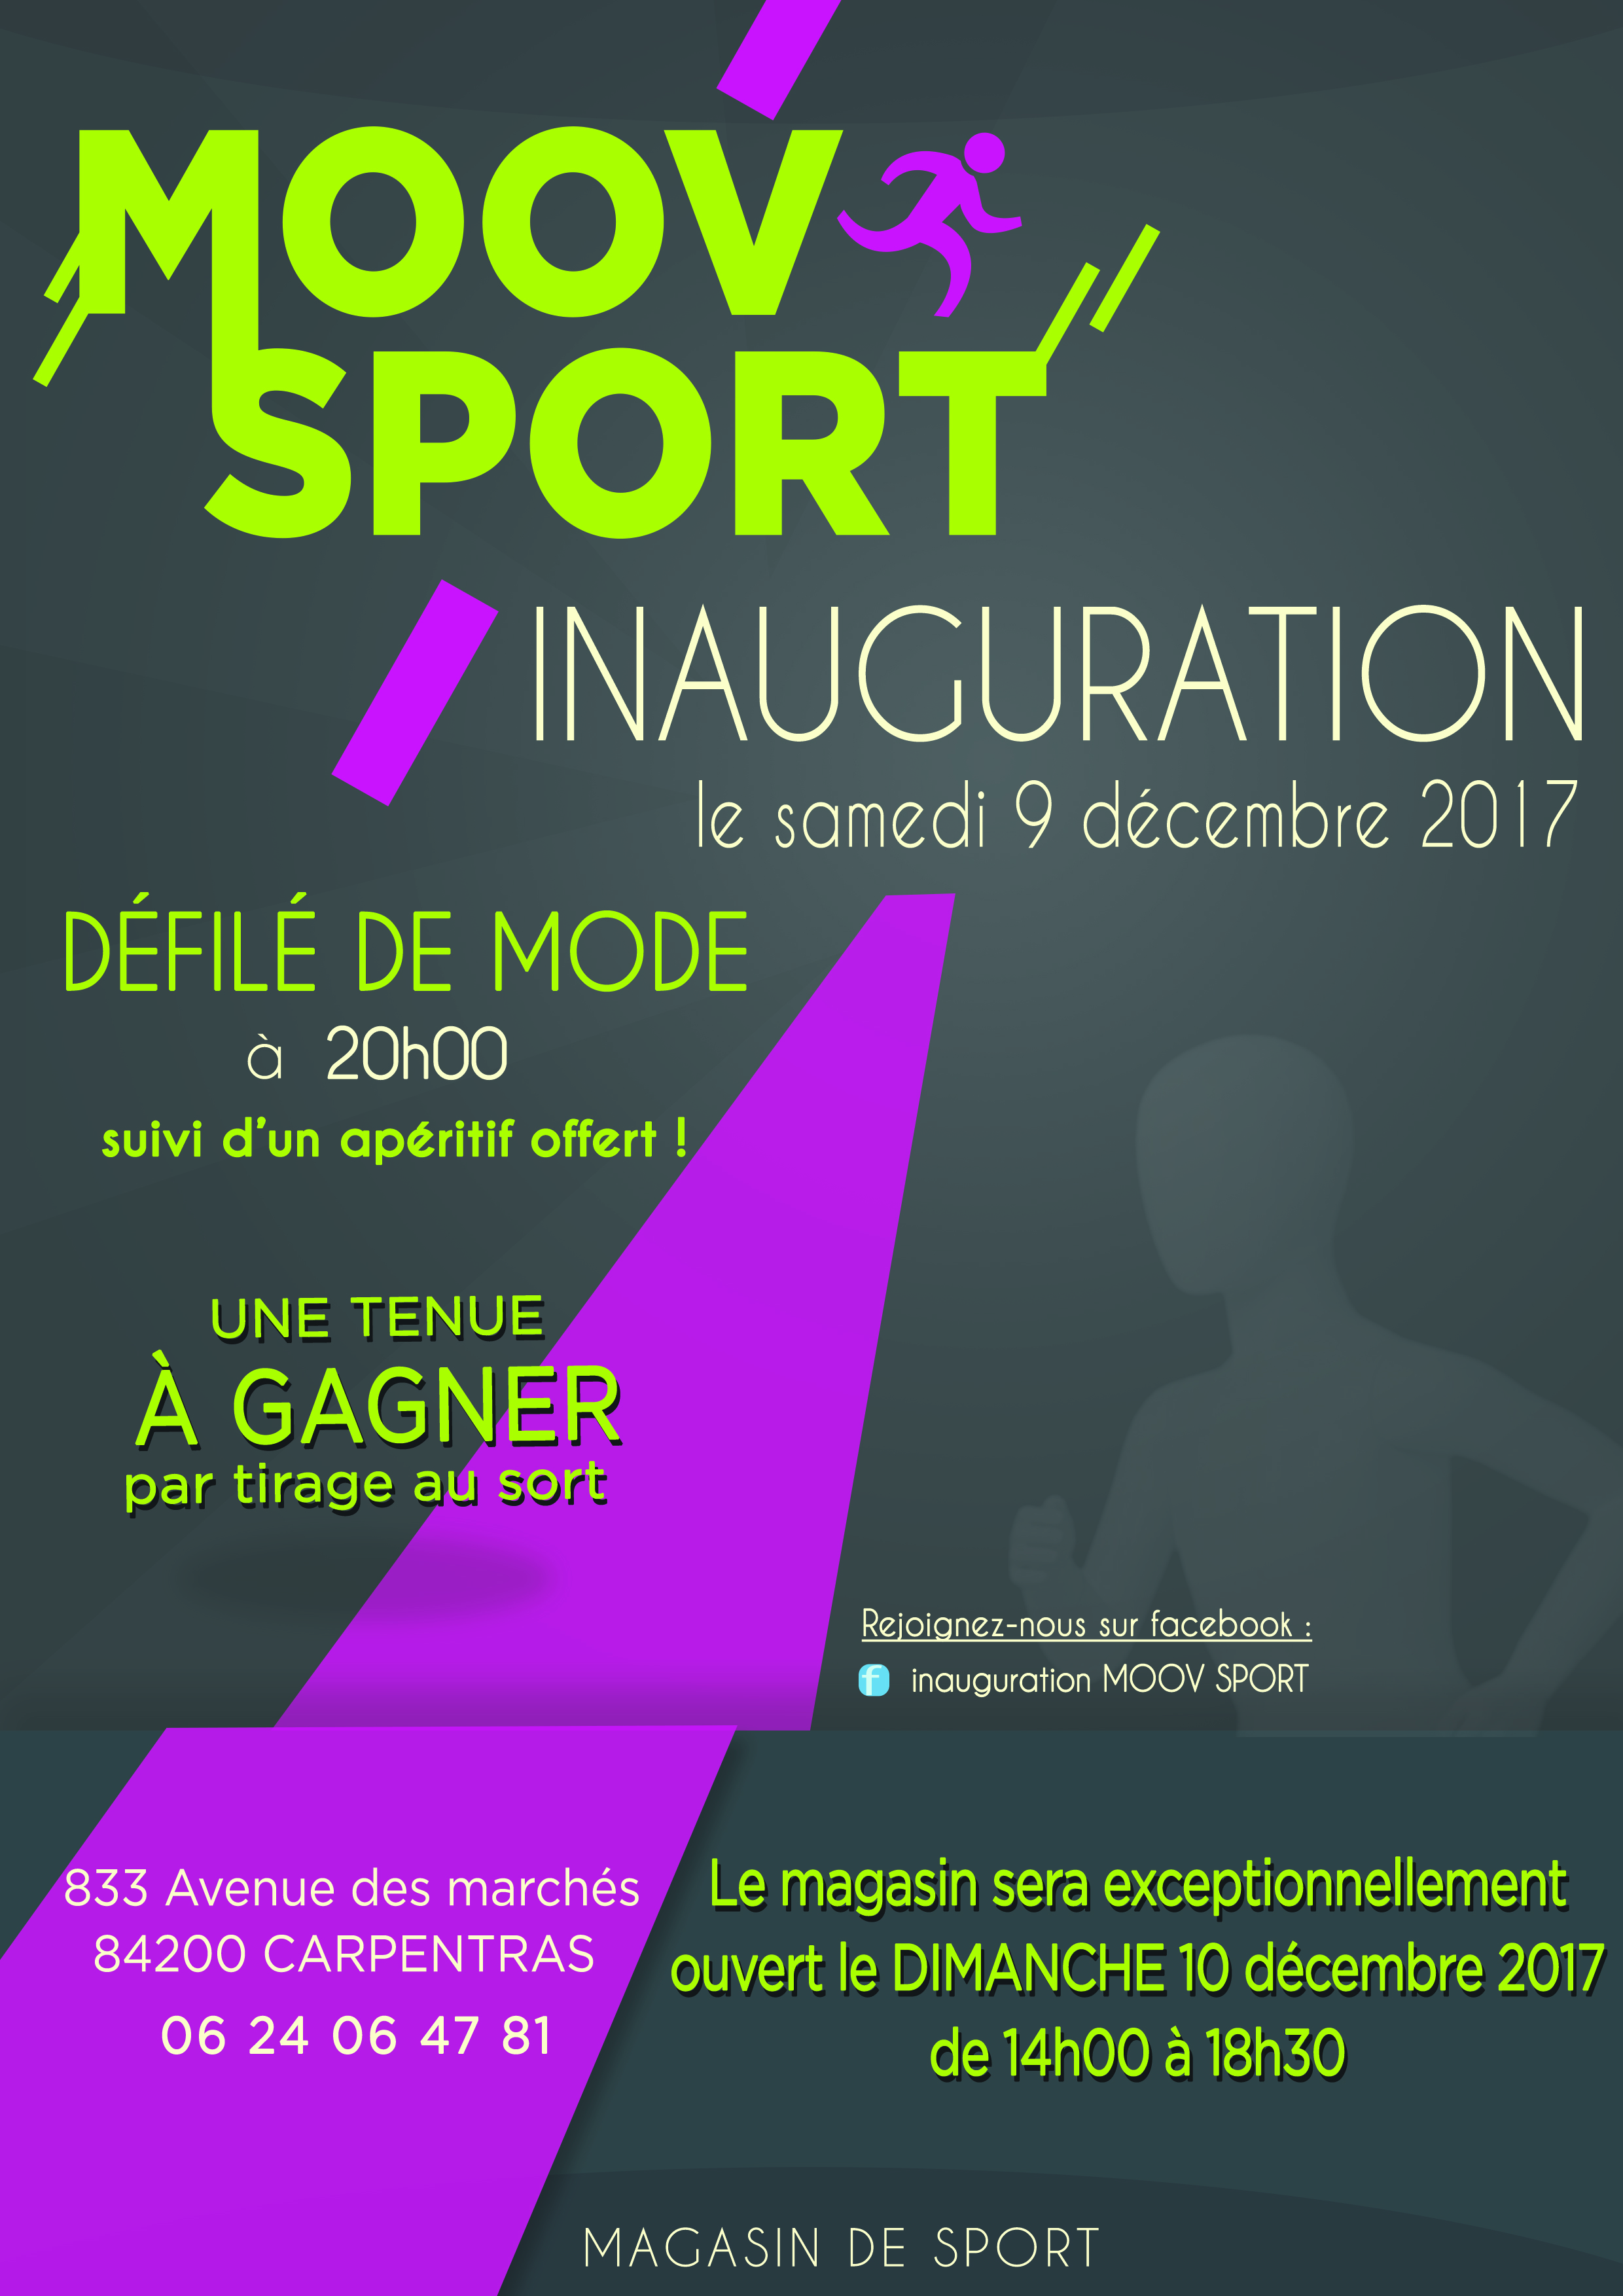 MOOV
SPORT
INAUGURATION
le samedi 9 décembre 2017
DÉFILÉ DE MODE
à 20h00
suivi d'un apéritif offert !
UNE TENUE
À GAGNER
par tirage au sort
Rejoignez-nous sur facebook :
f inauguration MOOV SPORT
833 Avenue des marchés
84200 CARPENTRAS
06 24 06 47 81
Le magasin sera exceptionnellement
ouvert le DIMANCHE 10 décembre 2017
de 14h00 à 18h30
MAGASIN DE SPORT